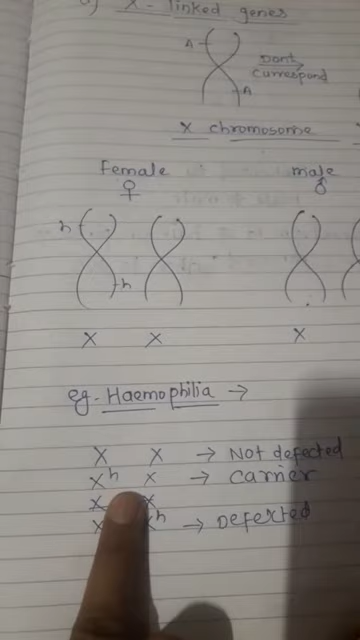 a) X - linked genes
A
Dont
correspond
A
X chromosome
Female male
♀ ♂
h
h
X X X
eg. Haemophilia →
X X → Not defected
Xʰ X → Carrier
X X
X Xʰ → Defected